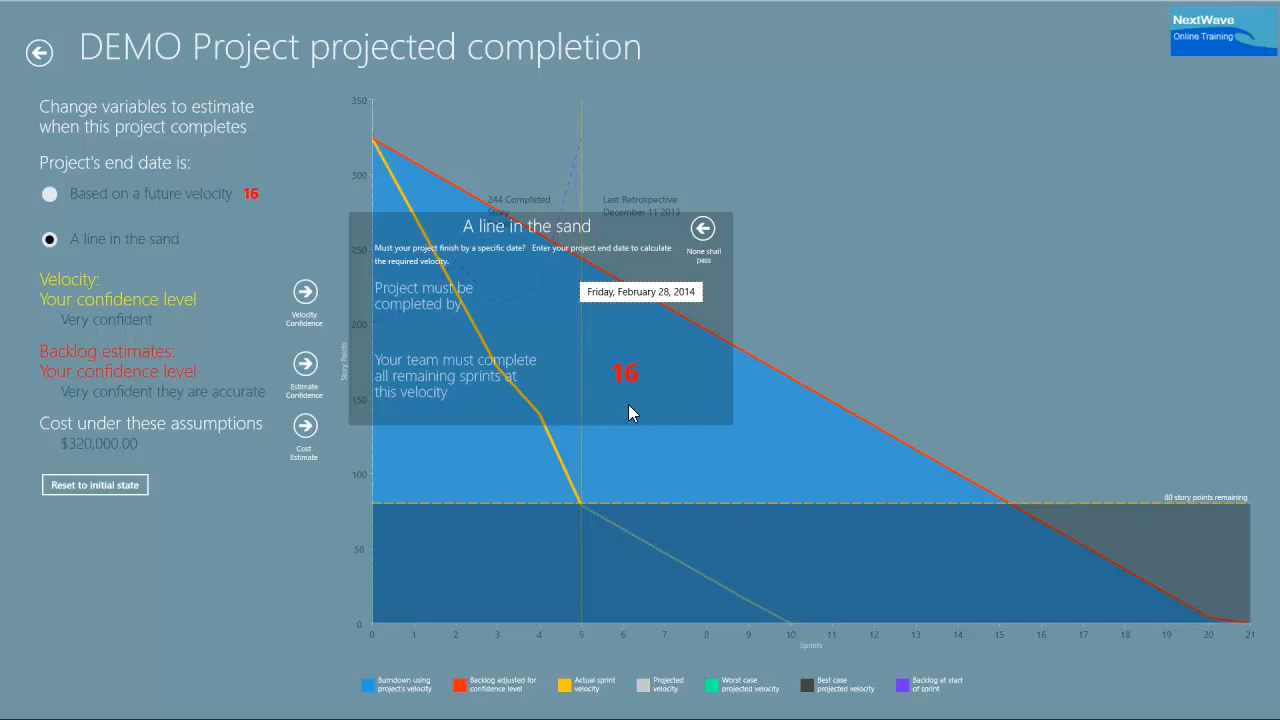 DEMO Project projected completion
NextWave
Online Training
Change variables to estimate
when this project completes
Project's end date is:
Based on a future velocity 16
A line in the sand
Velocity:
Your confidence level
Very confident
Velocity
Confidence
Backlog estimates:
Your confidence level
Very confident they are accurate
Estimate
Confidence
Cost under these assumptions
$320,000.00
Cost
Estimate
Reset to initial state
350
300
250
200
150
100
50
0
Story Points
244 Completed
Story
Last Retrospective
December 11 2013
A line in the sand
None shall
pass
Must your project finish by a specific date? Enter your project end date to calculate
the required velocity.
Project must be
completed by
Friday, February 28, 2014
Your team must complete
all remaining sprints at
this velocity
16
80 story points remaining
0 1 2 3 4 5 6 7 8 9 10 11 12 13 14 15 16 17 18 19 20 21
Sprints
Burndown using
project's velocity
Backlog adjusted for
confidence level
Actual sprint
velocity
Projected
velocity
Worst case
projected velocity
Best case
projected velocity
Backlog at start
of sprint